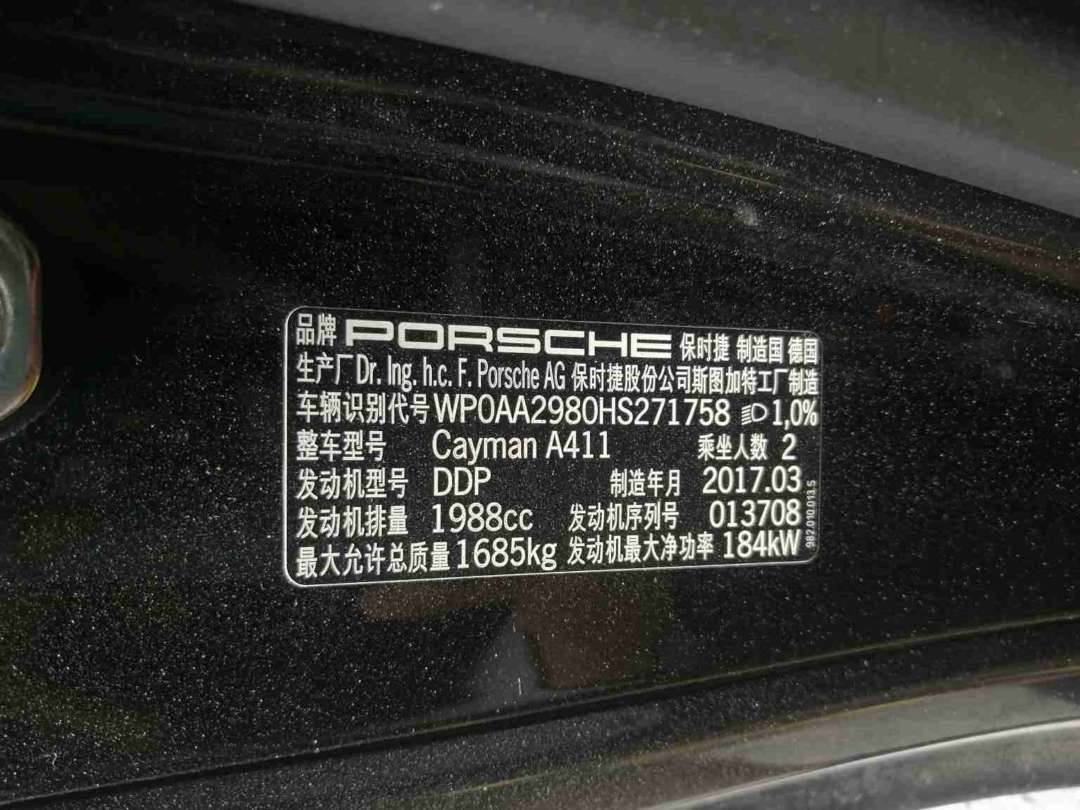 品牌 PORSCHE 保时捷 制造国 德国
生产厂 Dr. Ing. h.c. F. Porsche AG 保时捷股份公司斯图加特工厂制造
车辆识别代号 WP0AA2980HS271758 1,0%
整车型号 Cayman A411 乘坐人数 2
发动机型号 DDP 制造年月 2017.03
发动机排量 1988cc 发动机序列号 013708
最大允许总质量 1685kg 发动机最大净功率 184kW
982.010.013.5